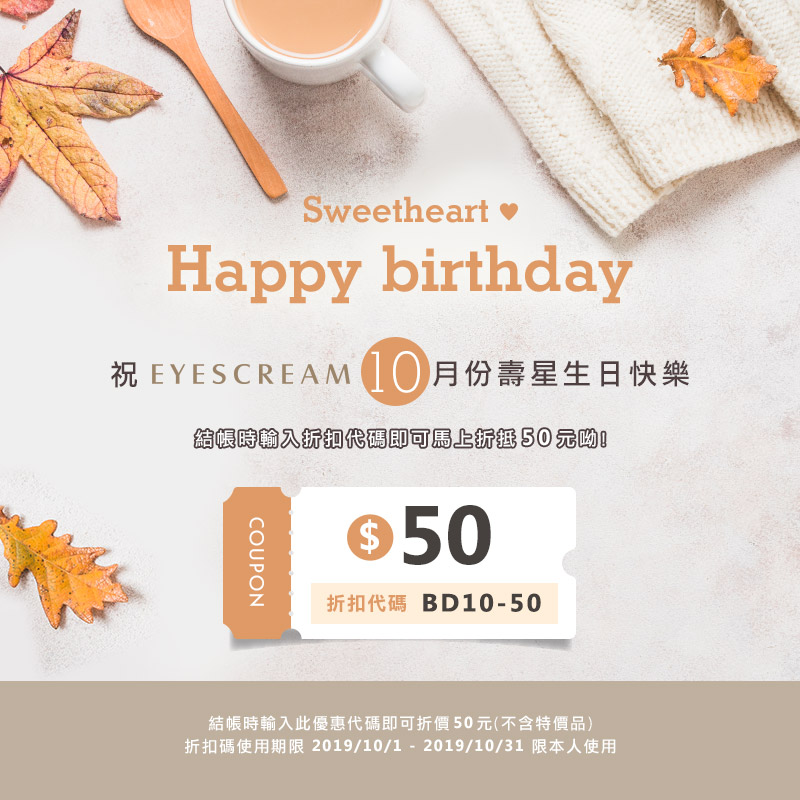 Sweetheart ♥
Happy birthday
祝 EYESCREAM 10 月份壽星生日快樂
結帳時輸入折扣代碼即可馬上折抵50元呦!
COUPON
$50
折扣代碼 BD10-50
結帳時輸入此優惠代碼即可折價50元(不含特價品)
折扣碼使用期限 2019/10/1 - 2019/10/31 限本人使用